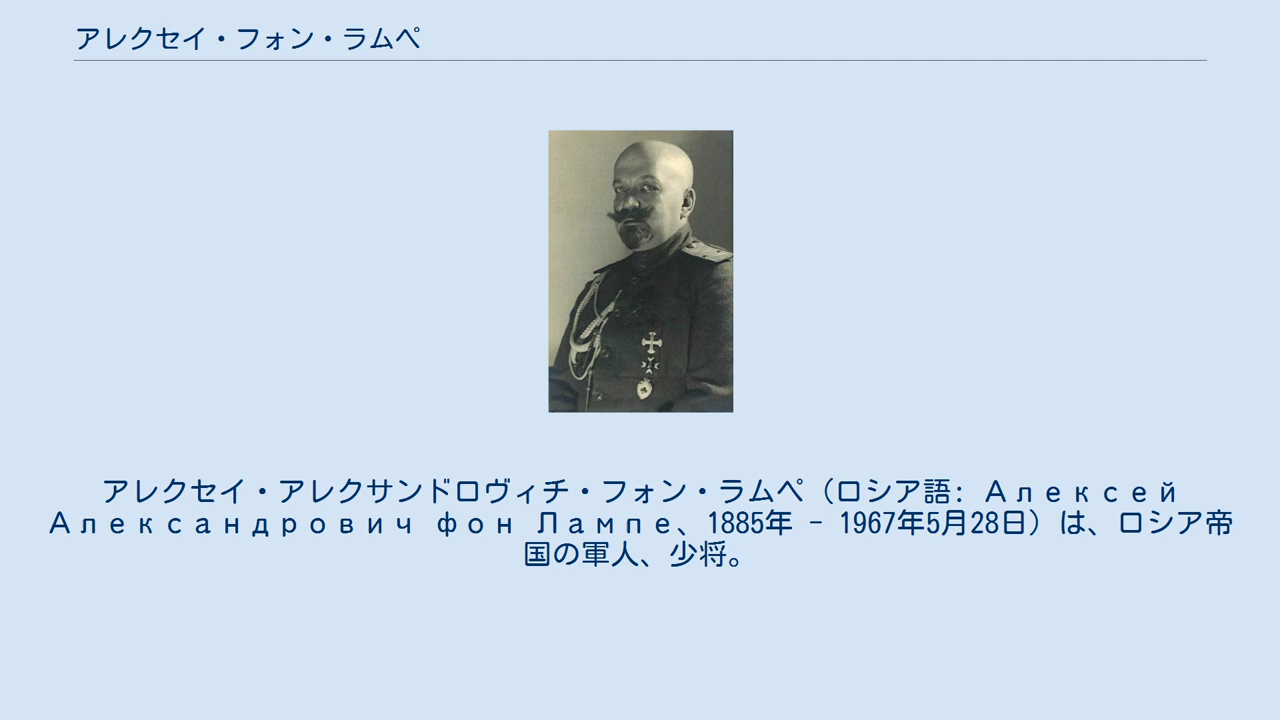 アレクセイ・フォン・ラムペ
アレクセイ・アレクサンドロヴィチ・フォン・ラムペ（ロシア語: Алексей
Александрович фон Лампе、1885年 - 1967年5月28日）は、ロシア帝
国の軍人、少将。